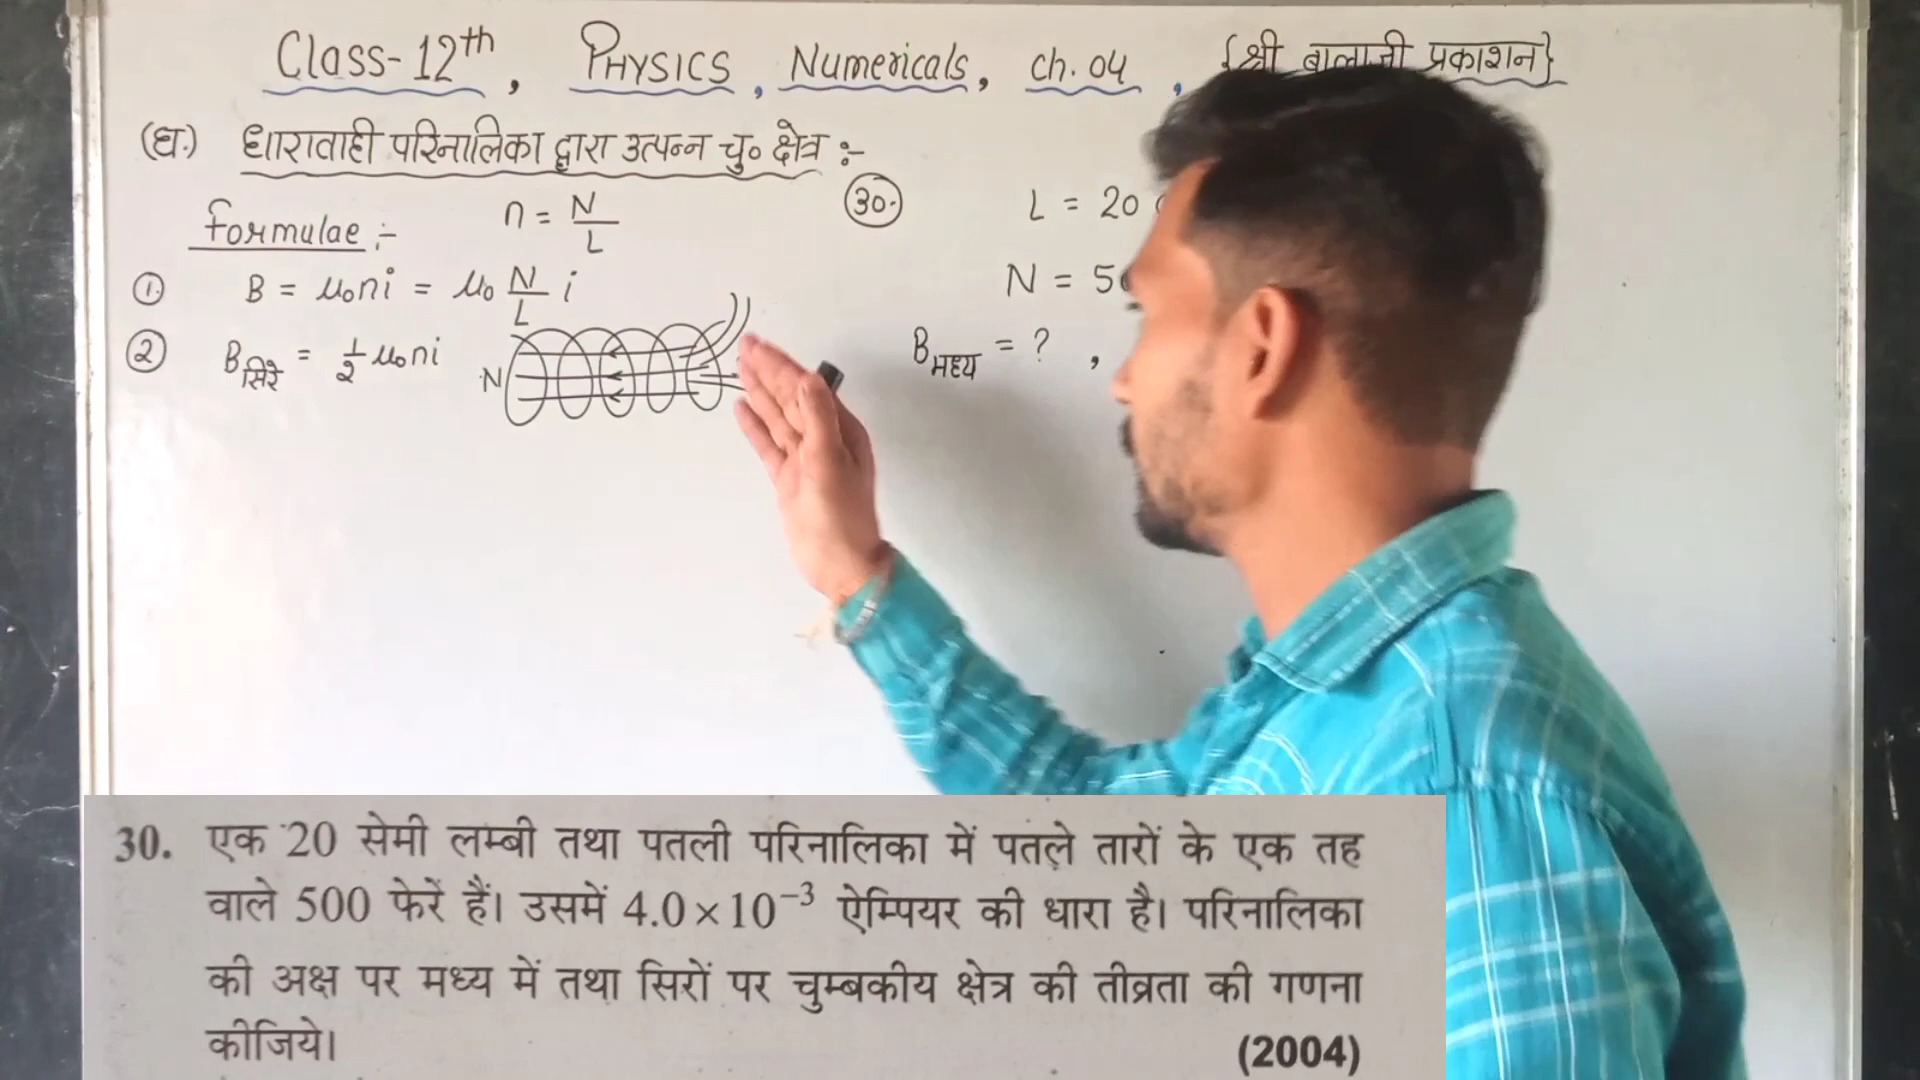 Class-12th, PHYSICS, Numericals, ch. 04, {श्री बालाजी प्रकाशन}
(घ.) धारावाही परिनालिका द्वारा उत्पन्न चु० क्षेत्र :-
formulae :-
n = N/L
① B = μ₀ni = μ₀ N/L i
② Bसिरे = 1/2 μ₀ni
N
30.
L = 20
N = 5
Bमध्य = ? ,
30. एक 20 सेमी लम्बी तथा पतली परिनालिका में पतले तारों के एक तह
वाले 500 फेरें हैं। उसमें 4.0×10⁻³ ऐम्पियर की धारा है। परिनालिका
की अक्ष पर मध्य में तथा सिरों पर चुम्बकीय क्षेत्र की तीव्रता की गणना
कीजिये। (2004)